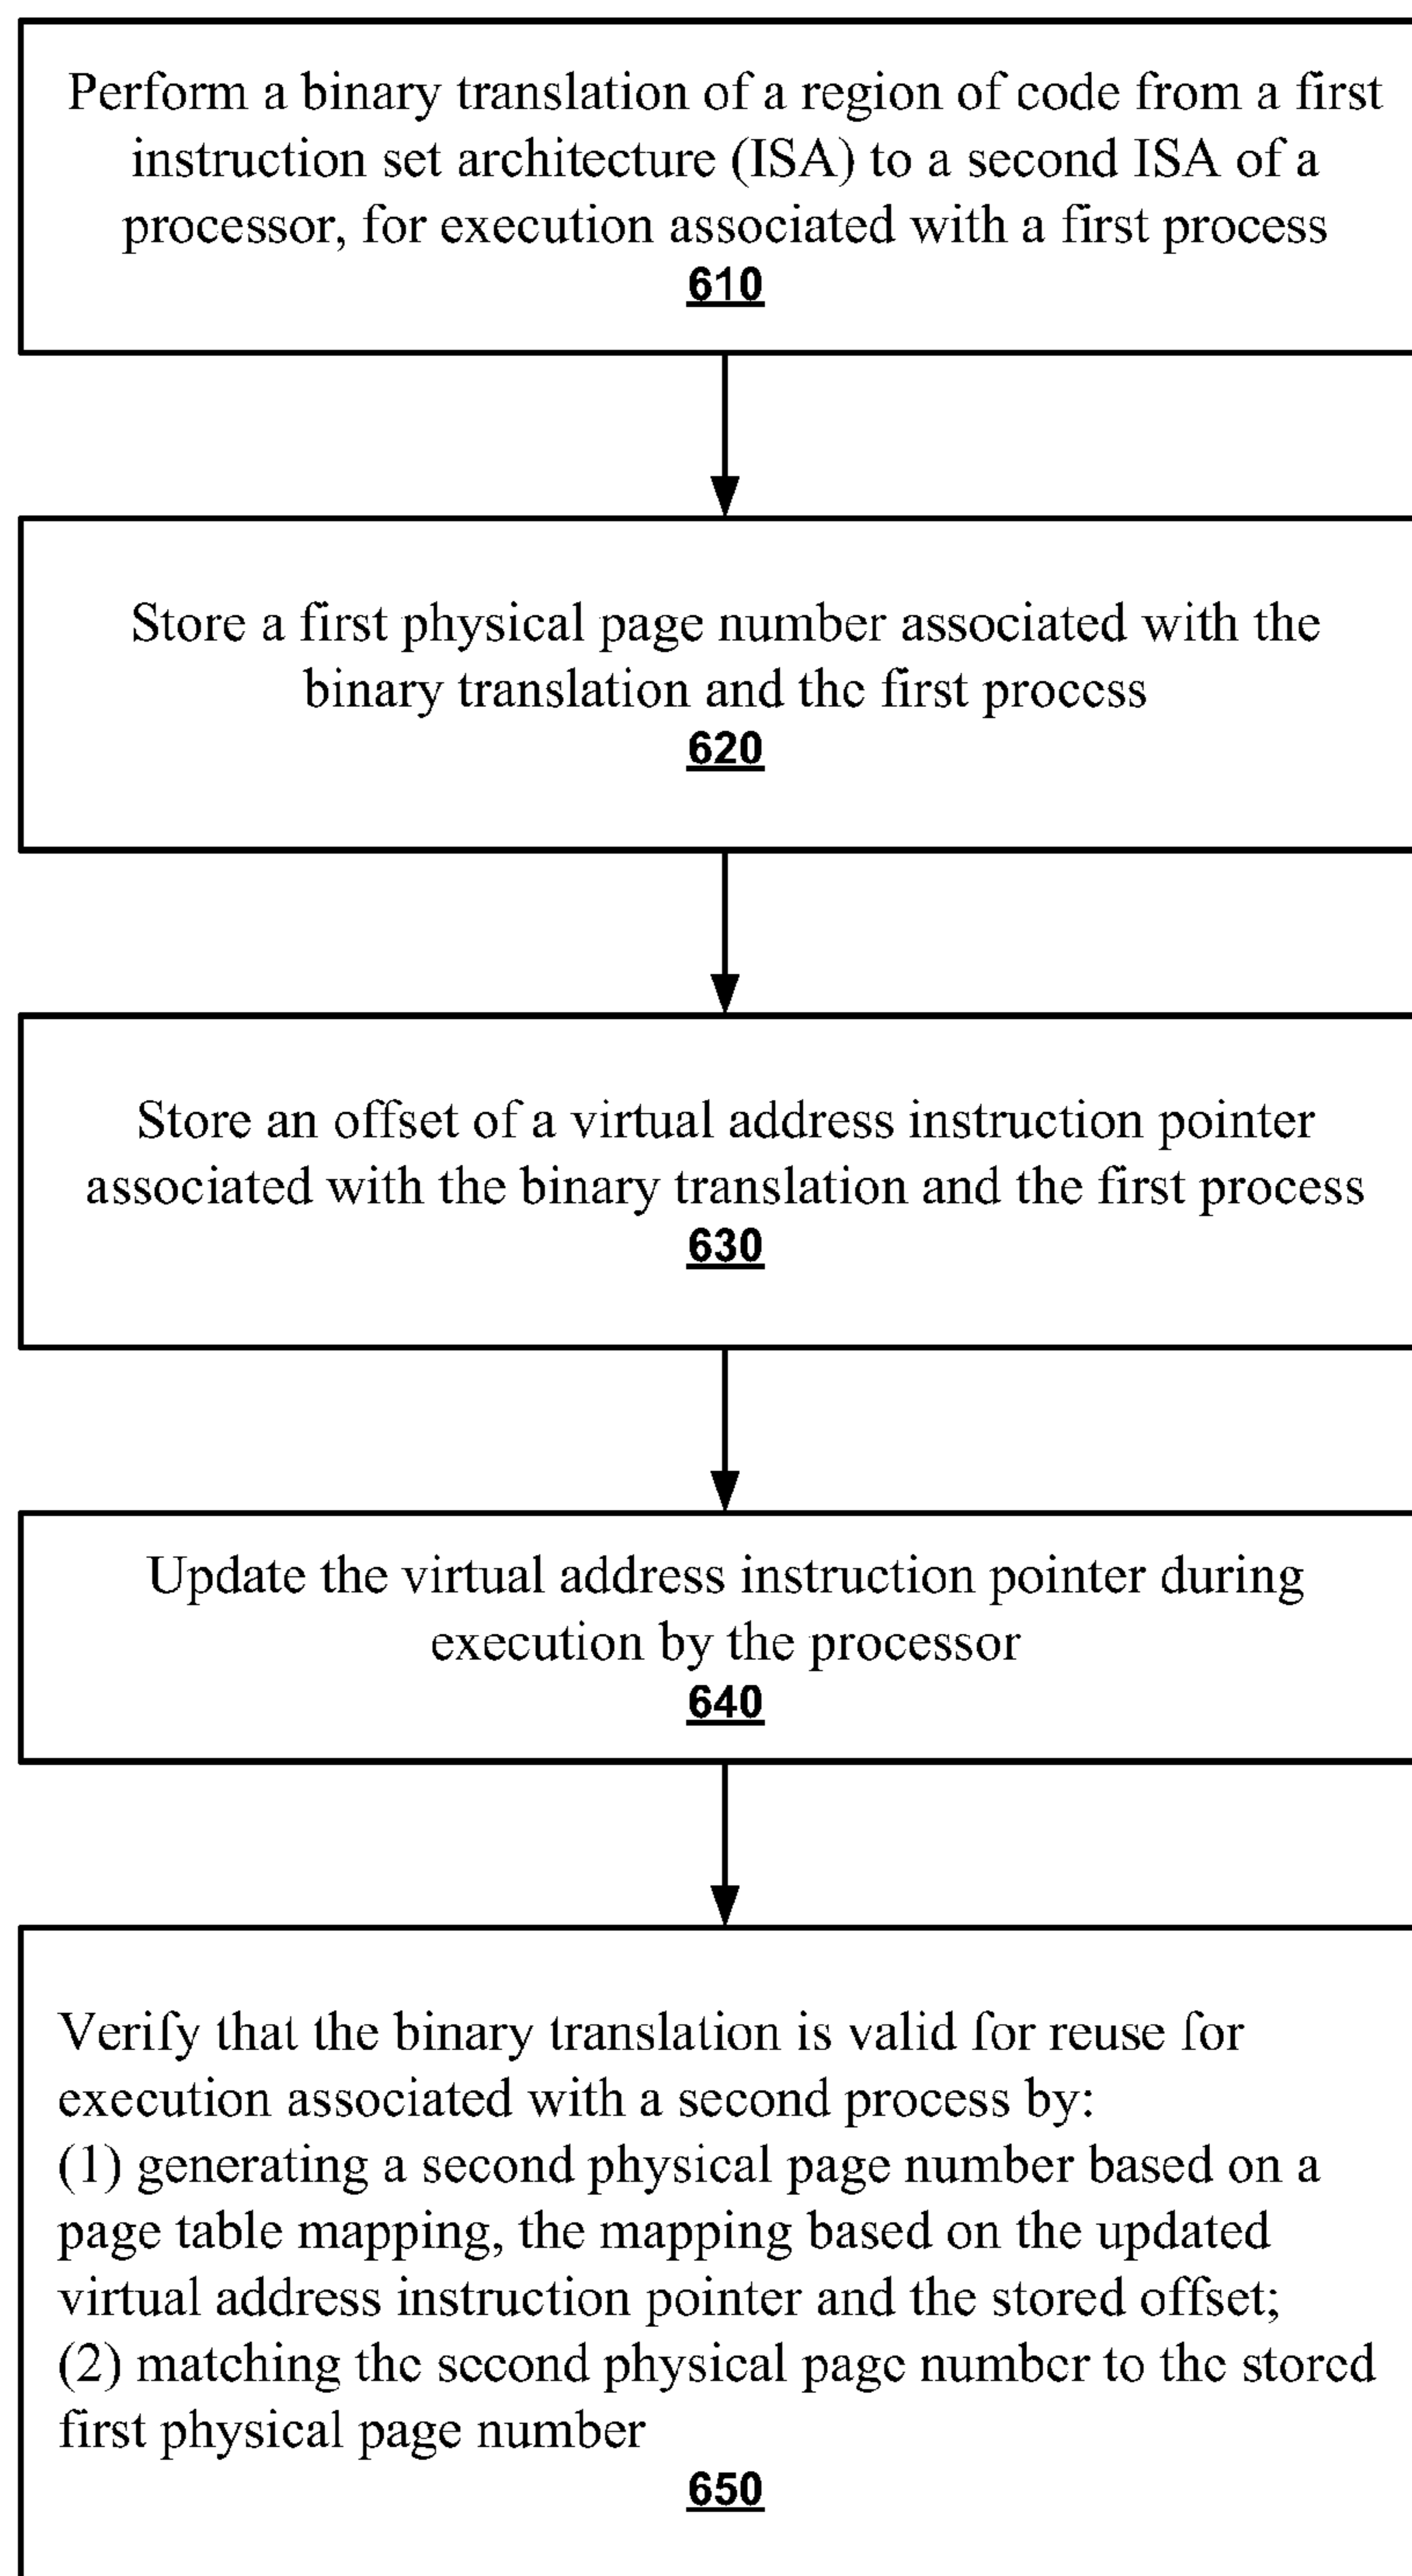 Perform a binary translation of a region of code from a first
instruction set architecture (ISA) to a second ISA of a
processor, for execution associated with a first process
610
Store a first physical page number associated with the
binary translation and the first process
620
Store an offset of a virtual address instruction pointer
associated with the binary translation and the first process
630
Update the virtual address instruction pointer during
execution by the processor
640
Verify that the binary translation is valid for reuse for
execution associated with a second process by:
(1) generating a second physical page number based on a
page table mapping, the mapping based on the updated
virtual address instruction pointer and the stored offset;
(2) matching the second physical page number to the stored
first physical page number
650